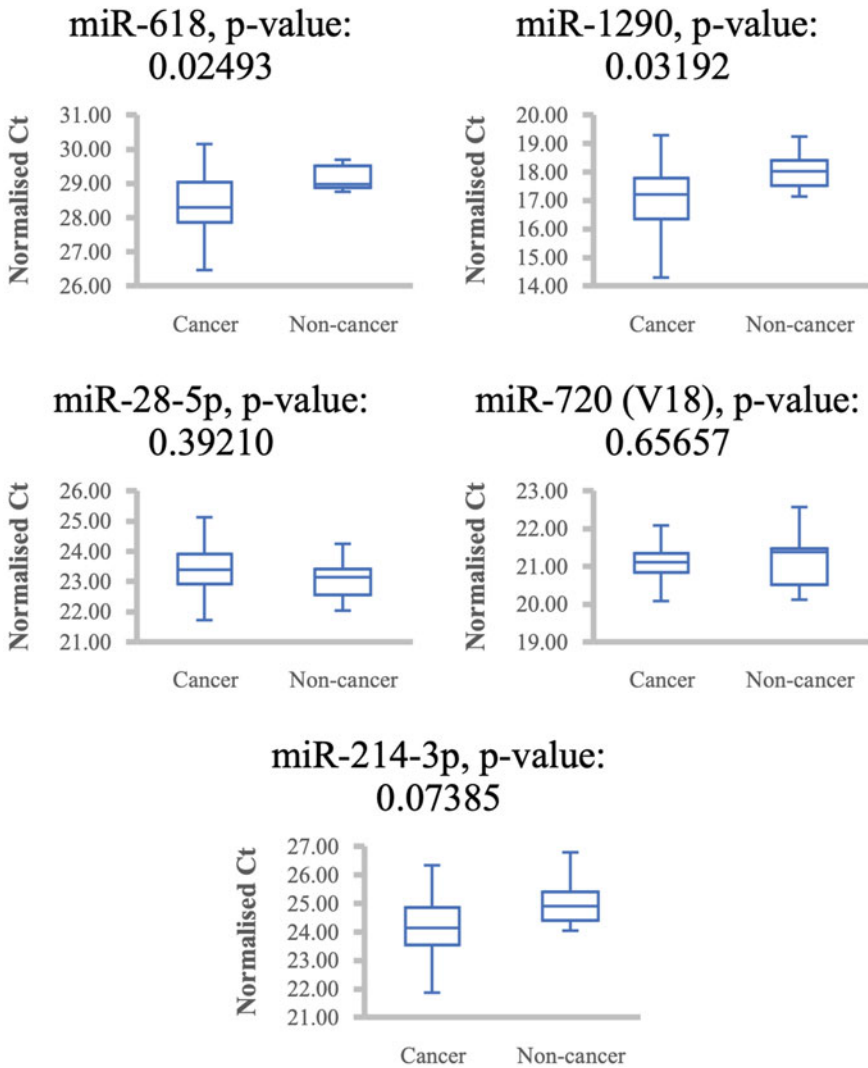 miR-618, p-value:
0.02493
Normalised Ct
31.00
30.00
29.00
28.00
27.00
26.00
Cancer
Non-cancer
miR-1290, p-value:
0.03192
Normalised Ct
20.00
19.00
18.00
17.00
16.00
15.00
14.00
Cancer
Non-cancer
miR-28-5p, p-value:
0.39210
Normalised Ct
26.00
25.00
24.00
23.00
22.00
21.00
Cancer
Non-cancer
miR-720 (V18), p-value:
0.65657
Normalised Ct
23.00
22.00
21.00
20.00
19.00
Cancer
Non-cancer
miR-214-3p, p-value:
0.07385
Normalised Ct
27.00
26.00
25.00
24.00
23.00
22.00
21.00
Cancer
Non-cancer